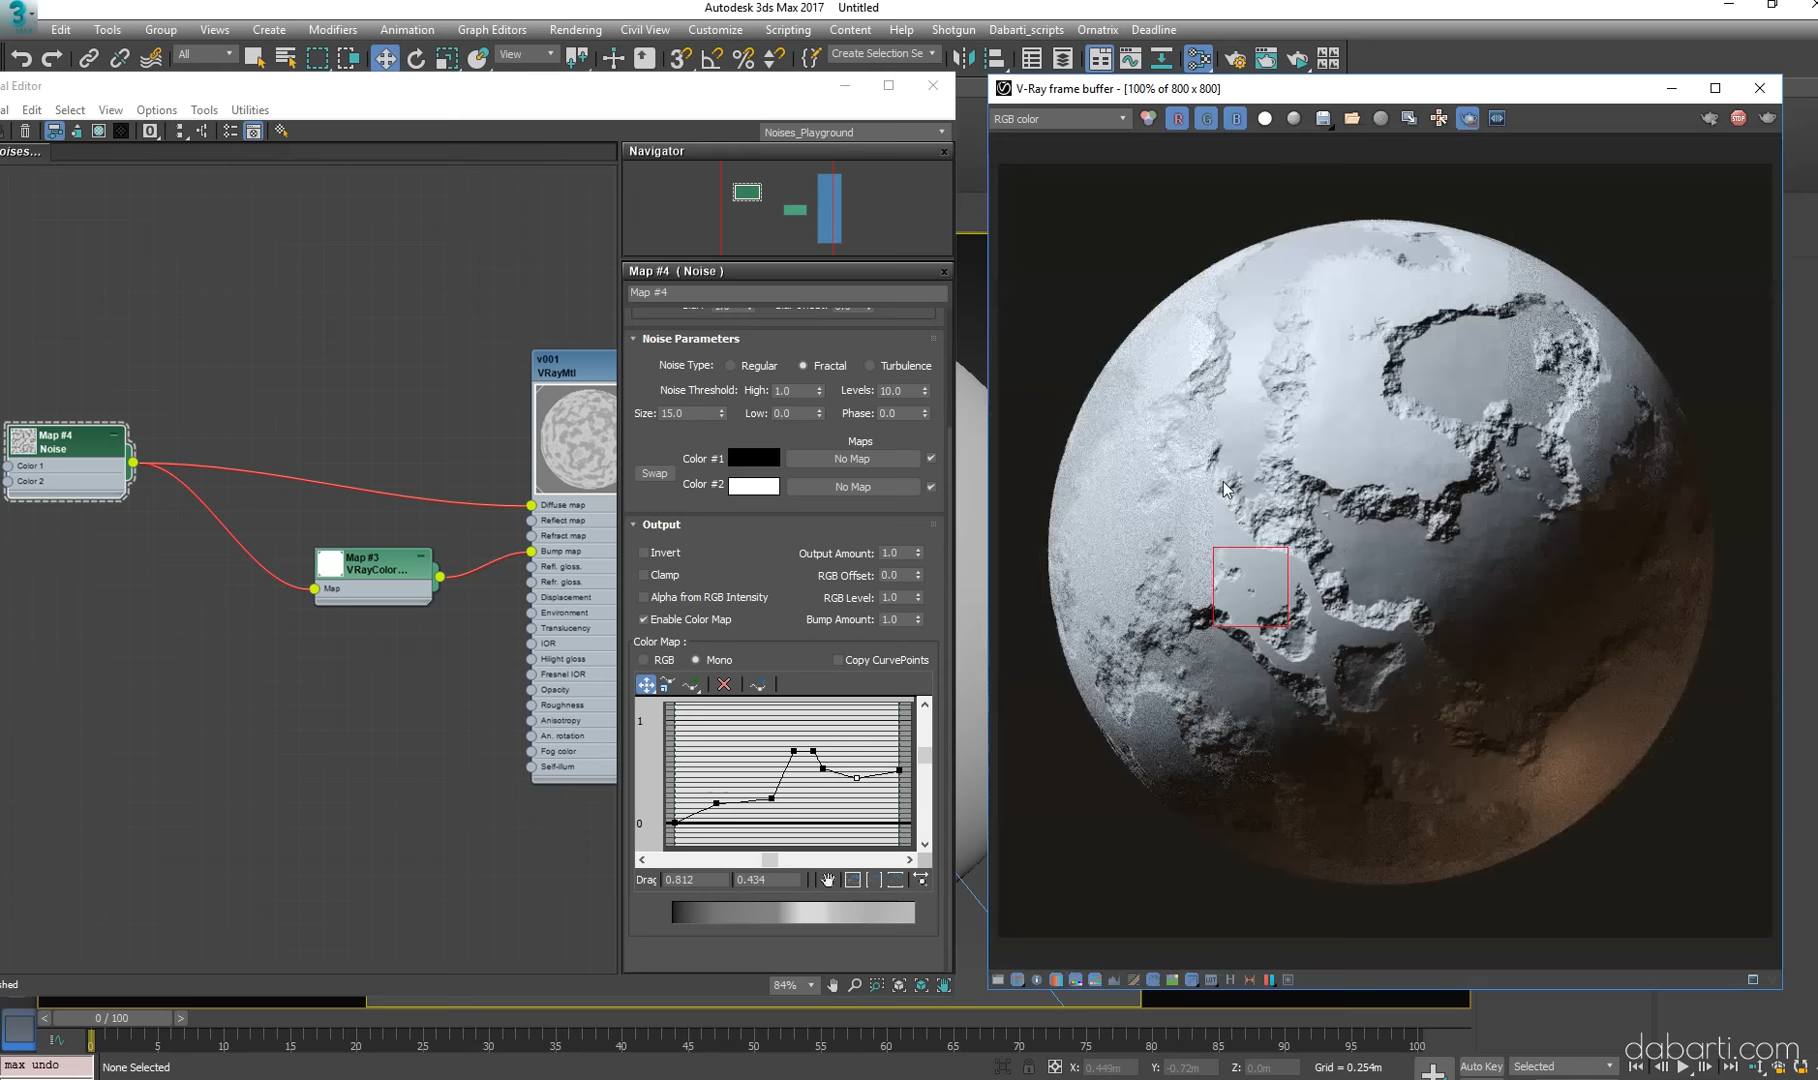 Autodesk 3ds Max 2017 Untitled
3
MAX
Edit Tools Group Views Create Modifiers Animation Graph Editors Rendering Civil View Customize Scripting Content Help Shotgun Dabarti_scripts Ornatrix Deadline
All View Create Selection Se
al Editor
al Edit Select View Options Tools Utilities
Noises_Playground
oises...
Navigator
Map #4 ( Noise )
Map #4
Noise Parameters
Noise Type: Regular Fractal Turbulence
Noise Threshold: High: 1.0 Levels: 10.0
Size: 15.0 Low: 0.0 Phase: 0.0
Maps
Color #1 No Map
Swap
Color #2 No Map
Output
Invert Output Amount: 1.0
Clamp RGB Offset: 0.0
Alpha from RGB Intensity RGB Level: 1.0
Enable Color Map Bump Amount: 1.0
Color Map :
RGB Mono Copy CurvePoints
1
0
Drag 0.812 0.434
84%
Map #4
Noise
Color 1
Color 2
Map #3
VRayColor...
Map
v001
VRayMtl
Diffuse map
Reflect map
Refract map
Bump map
Refl. gloss.
Refr. gloss.
Displacement
Environment
Translucency
IOR
Hilight gloss
Fresnel IOR
Opacity
Roughness
Anisotropy
An. rotation
Fog color
Self-illum
V-Ray frame buffer - [100% of 800 x 800]
RGB color R G B
shed
0 / 100
0 5 10 15 20 25 30 35 40 45 50 55 60 65 70 75 80 85 90 95 100
max undo
None Selected
X: 0.449m Y: -0.72m Z: 0.0m Grid = 0.254m
Auto Key Selected
dabarti.com